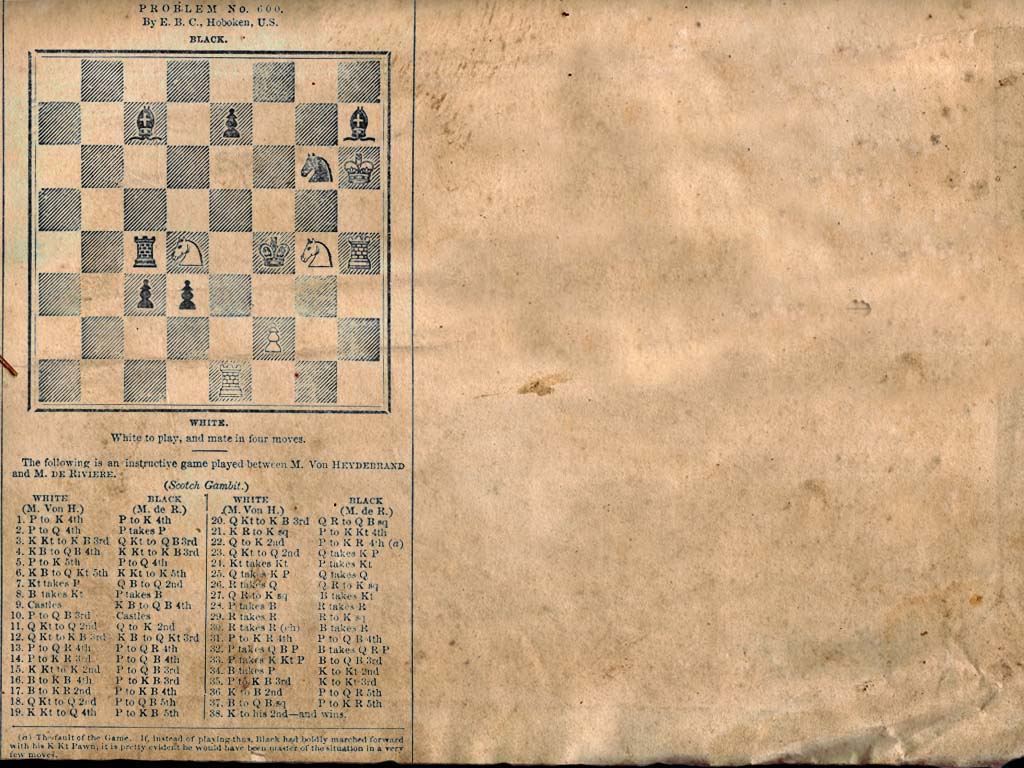 PROBLEM No. 600.
By E. B. C., Hoboken, U.S.
BLACK.
WHITE.
White to play, and mate in four moves.
The following is an instructive game played between M. Von HEYDEBRAND
and M. DE RIVIERE.
(Scotch Gambit.)
WHITE BLACK WHITE BLACK
(M. Von H.) (M. de R.) (M. Von H.) (M. de R.)
1. P to K 4th P to K 4th 20. Q Kt to K B 3rd Q R to Q B sq
2. P to Q 4th P takes P 21. K R to K sq P to K Kt 4th
3. K Kt to K B 3rd Q Kt to Q B 3rd 22. Q to K 2nd P to K R 4th (a)
4. K B to Q B 4th K Kt to K B 3rd 23. Q Kt to Q 2nd Q takes K P
5. P to K 5th P to Q 4th 24. Kt takes Kt P takes Kt
6. K B to Q Kt 5th K Kt to K 5th 25. Q takes K P Q takes Q
7. Kt takes P Q B to Q 2nd 26. R takes Q Q R to K sq
8. B takes Kt P takes B 27. Q R to K sq B takes Kt
9. Castles K B to Q B 4th 28. P takes B R takes R
10. P to Q B 3rd Castles 29. R takes R R to K sq
11. Q Kt to Q 2nd Q to K 2nd 30. R takes R (ch) B takes R
12. Q Kt to K B 3rd K B to Q Kt 3rd 31. P to K R 4th P to Q B 4th
13. P to Q R 4th P to Q R 4th 32. P takes Q B P B takes Q R P
14. P to K R 3rd P to Q B 4th 33. P takes K Kt P B to Q B 3rd
15. K Kt to K 2nd P to Q B 3rd 34. B takes P K to Kt 2nd
16. B to K B 4th P to K B 3rd 35. P to K B 3rd K to Kt 3rd
17. B to K R 2nd P to K B 4th 36. K to B 2nd P to Q R 5th
18. Q Kt to Q 2nd P to Q B 5th 37. B to Q B sq P to K R 5th
19. K Kt to Q 4th P to K B 5th 38. K to his 2nd—and wins.
(a) The fault of the Game. If, instead of playing thus, Black had boldly marched forward
with his K Kt Pawn, it is pretty evident he would have been master of the situation in a very
few moves.